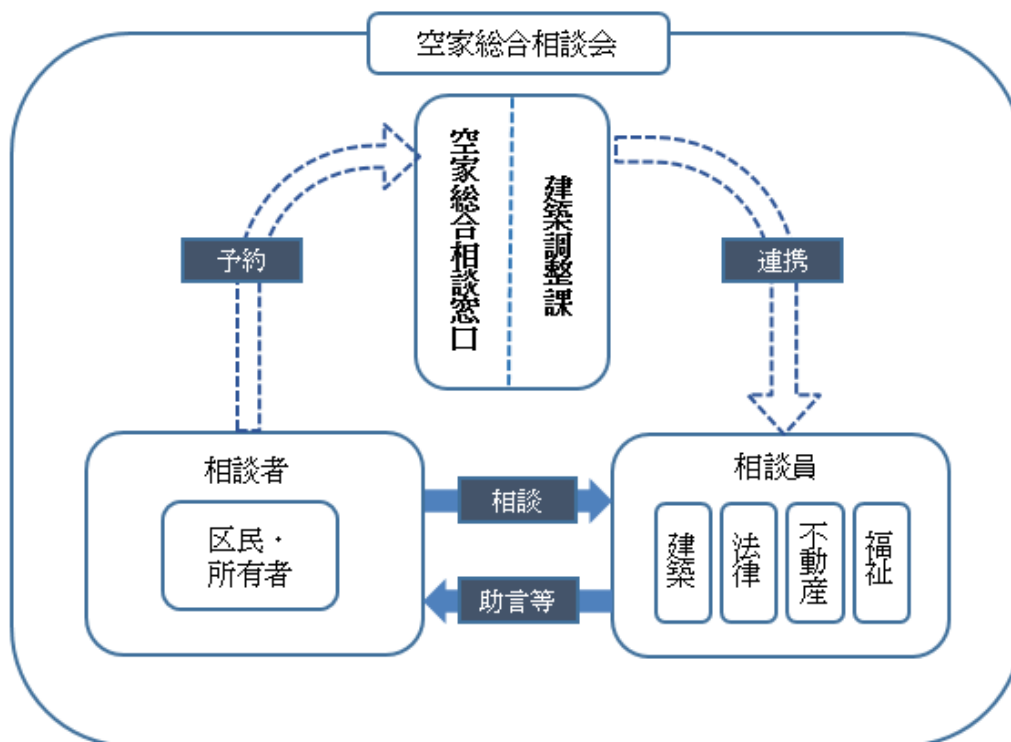 空家総合相談会
空家総合相談窓口
建築調整課
予約
連携
相談者
区民・
所有者
相談
助言等
相談員
建築
法律
不動産
福祉